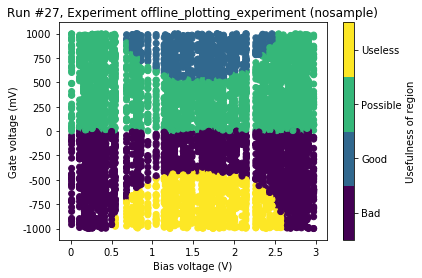 Run #27, Experiment offline_plotting_experiment (nosample)
1000
750
500
250
0
-250
-500
-750
-1000
Gate voltage (mV)
0
0.5
1
1.5
2
2.5
3
Bias voltage (V)
Useless
Possible
Good
Bad
Usefulness of region